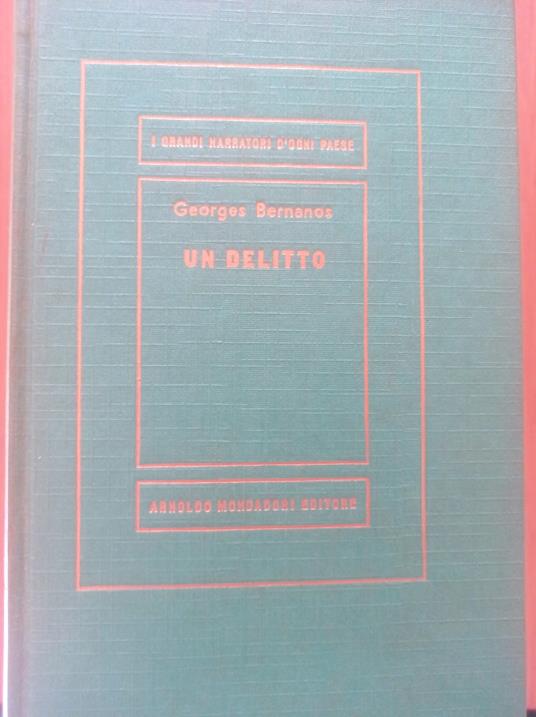 I GRANDI NARRATORI D'OGNI PAESE
Georges Bernanos
UN DELITTO
ARNOLDO MONDADORI EDITORE